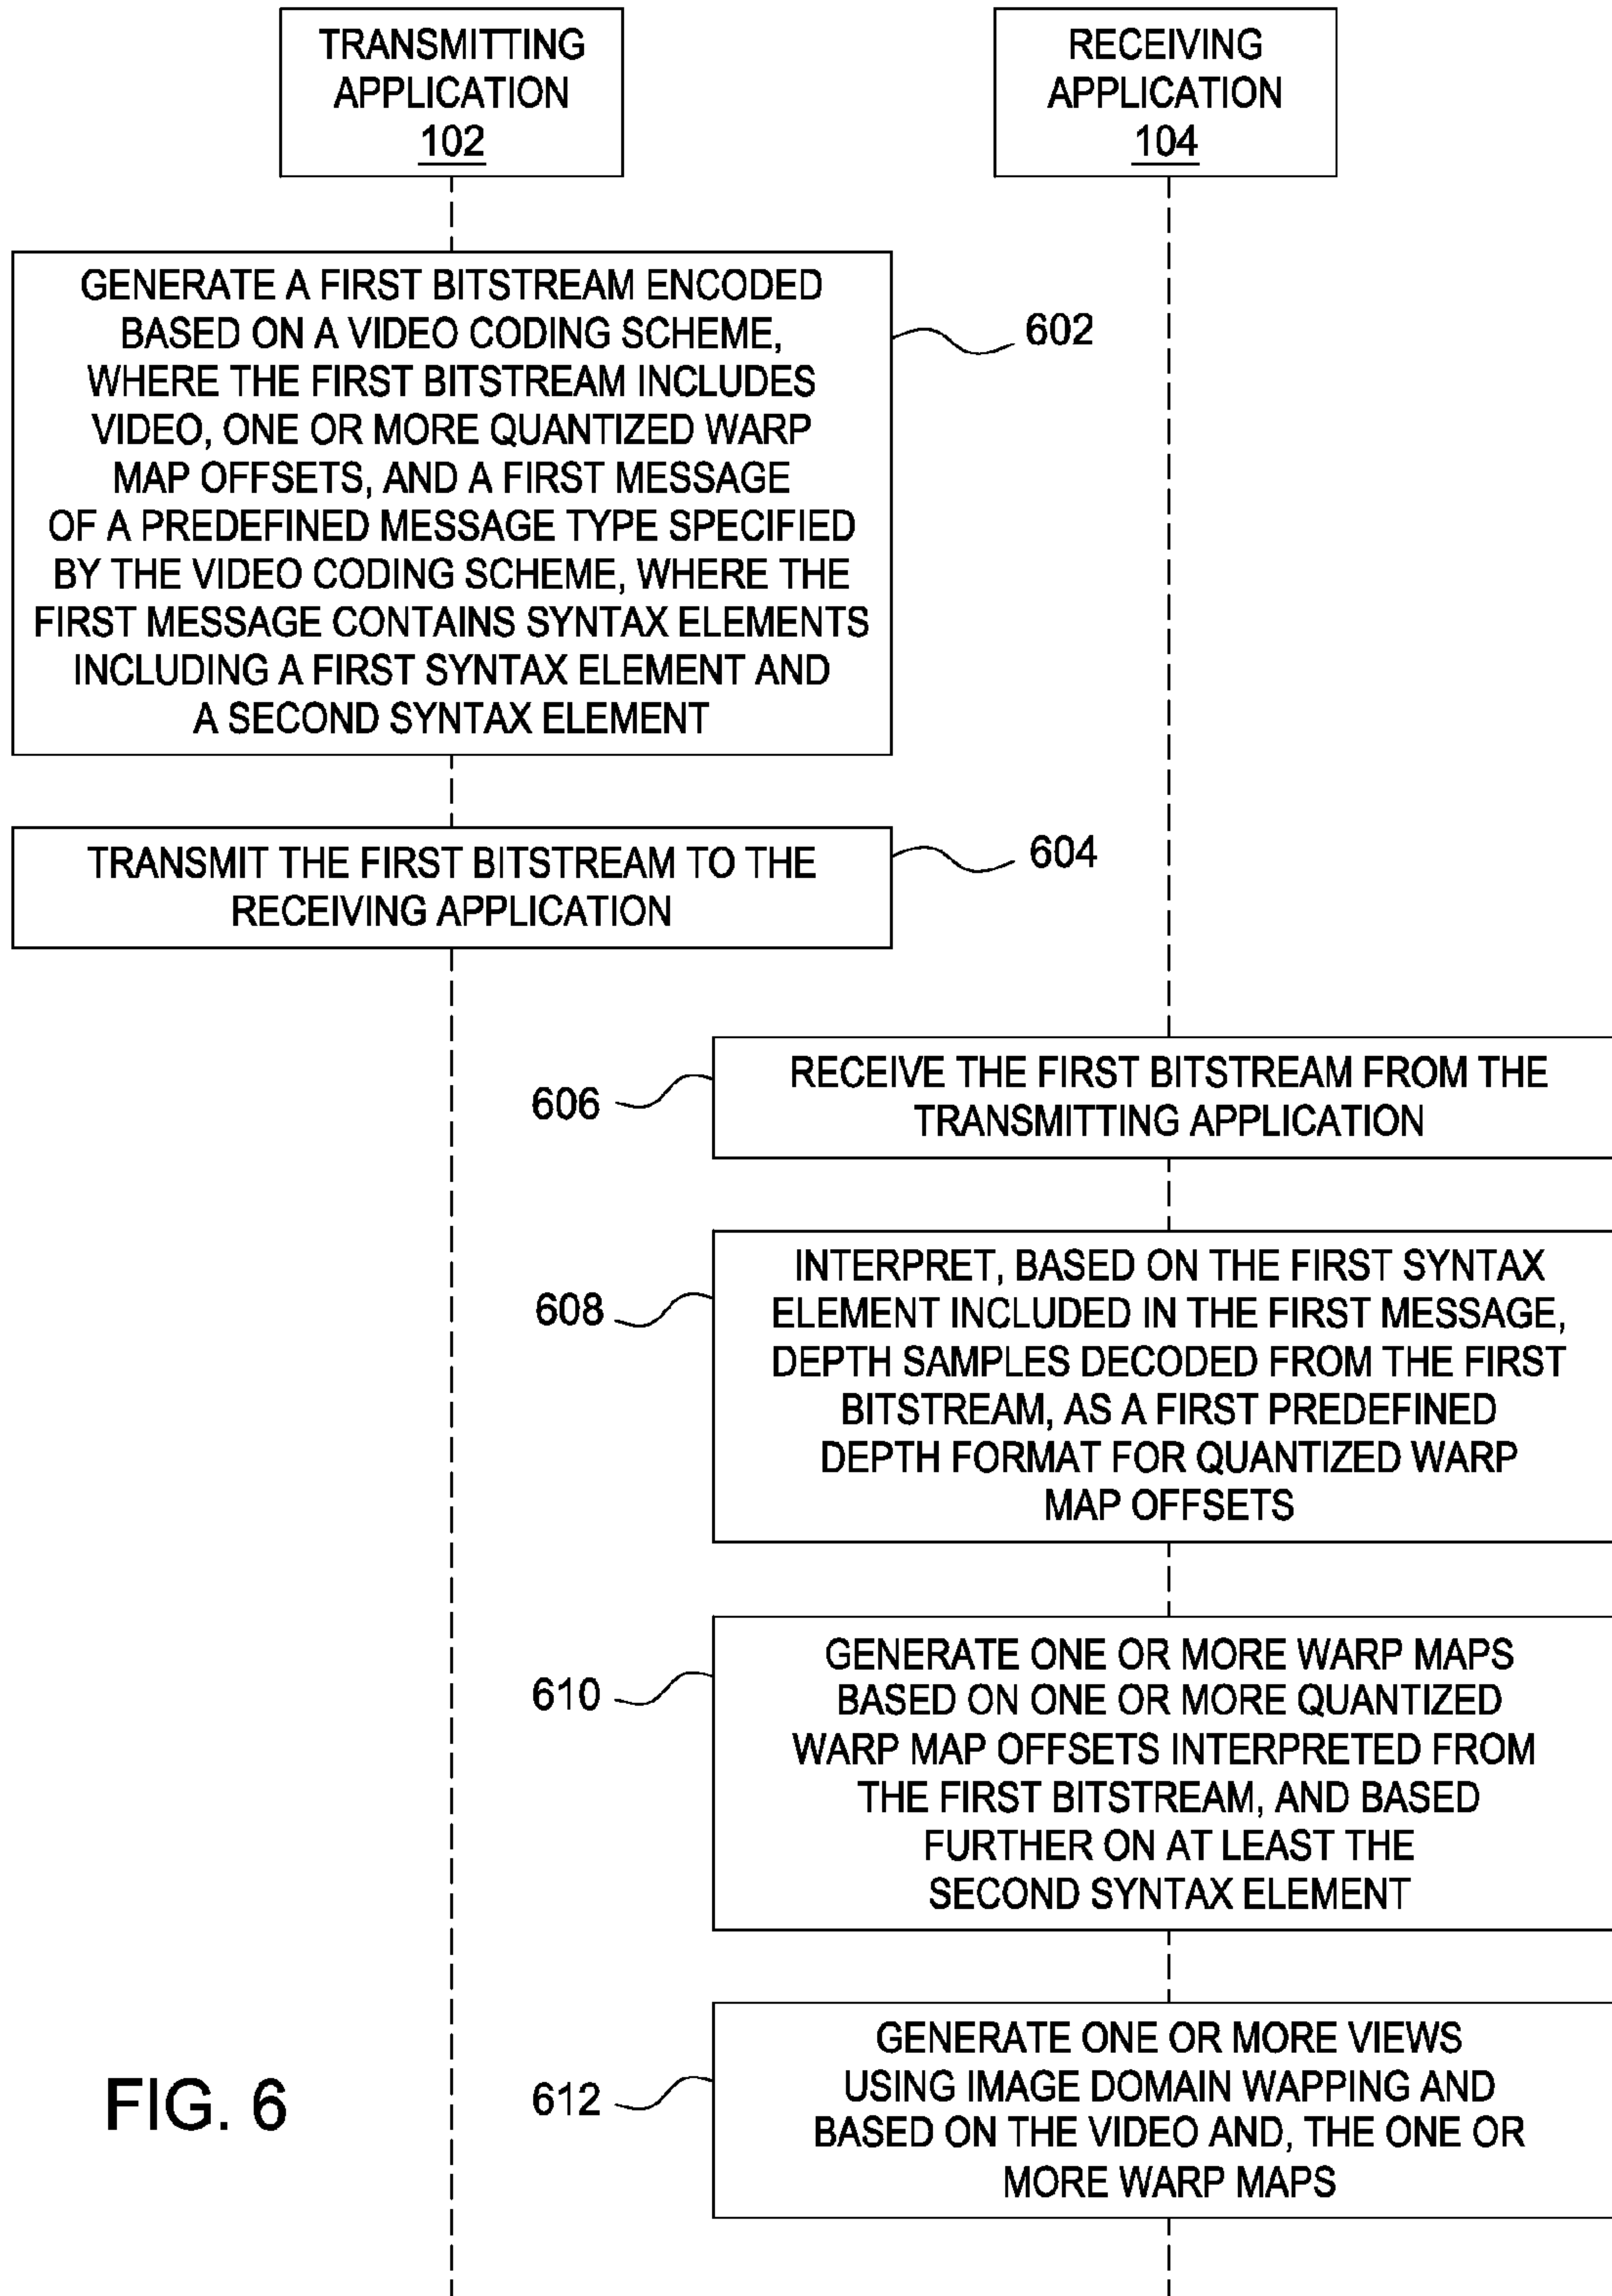 TRANSMITTING
APPLICATION
102
RECEIVING
APPLICATION
104
GENERATE A FIRST BITSTREAM ENCODED
BASED ON A VIDEO CODING SCHEME,
WHERE THE FIRST BITSTREAM INCLUDES
VIDEO, ONE OR MORE QUANTIZED WARP
MAP OFFSETS, AND A FIRST MESSAGE
OF A PREDEFINED MESSAGE TYPE SPECIFIED
BY THE VIDEO CODING SCHEME, WHERE THE
FIRST MESSAGE CONTAINS SYNTAX ELEMENTS
INCLUDING A FIRST SYNTAX ELEMENT AND
A SECOND SYNTAX ELEMENT
602
TRANSMIT THE FIRST BITSTREAM TO THE
RECEIVING APPLICATION
604
606
RECEIVE THE FIRST BITSTREAM FROM THE
TRANSMITTING APPLICATION
608
INTERPRET, BASED ON THE FIRST SYNTAX
ELEMENT INCLUDED IN THE FIRST MESSAGE,
DEPTH SAMPLES DECODED FROM THE FIRST
BITSTREAM, AS A FIRST PREDEFINED
DEPTH FORMAT FOR QUANTIZED WARP
MAP OFFSETS
610
GENERATE ONE OR MORE WARP MAPS
BASED ON ONE OR MORE QUANTIZED
WARP MAP OFFSETS INTERPRETED FROM
THE FIRST BITSTREAM, AND BASED
FURTHER ON AT LEAST THE
SECOND SYNTAX ELEMENT
612
GENERATE ONE OR MORE VIEWS
USING IMAGE DOMAIN WAPPING AND
BASED ON THE VIDEO AND, THE ONE OR
MORE WARP MAPS
FIG. 6